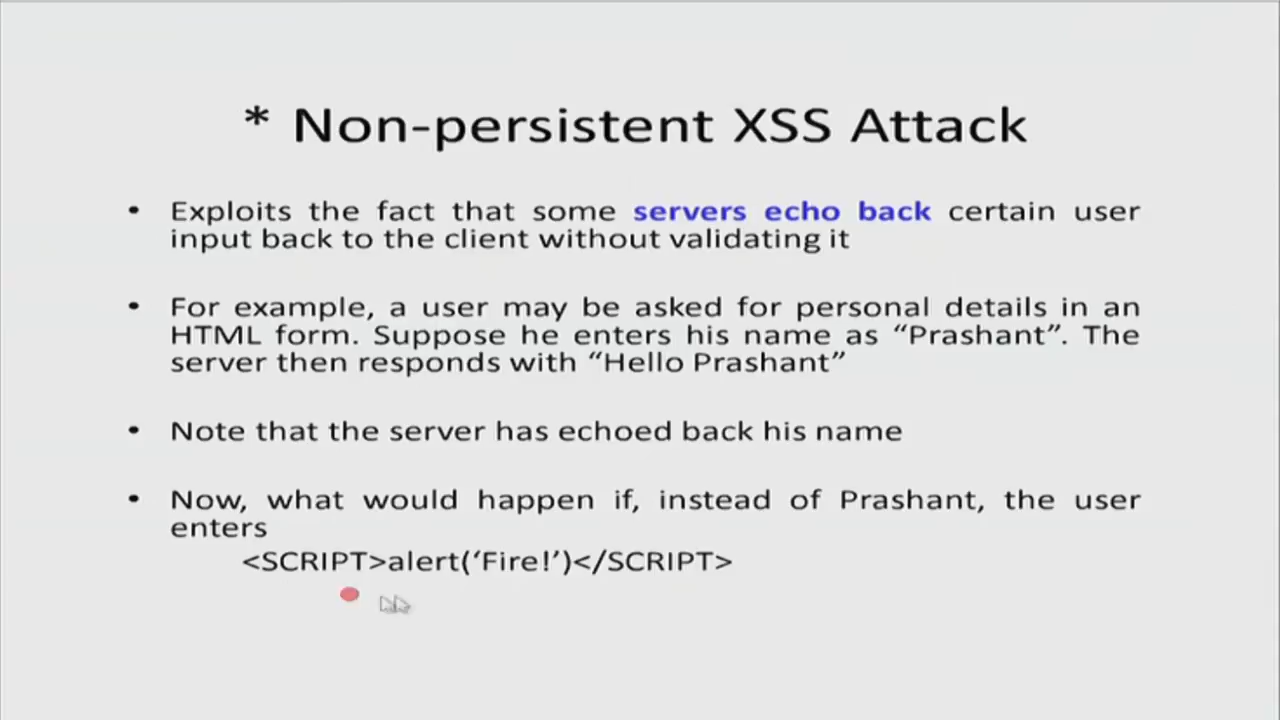 * Non-persistent XSS Attack
• Exploits the fact that some servers echo back certain user
input back to the client without validating it
• For example, a user may be asked for personal details in an
HTML form. Suppose he enters his name as “Prashant”. The
server then responds with “Hello Prashant”
• Note that the server has echoed back his name
• Now, what would happen if, instead of Prashant, the user
enters
<SCRIPT>alert(‘Fire!’)</SCRIPT>